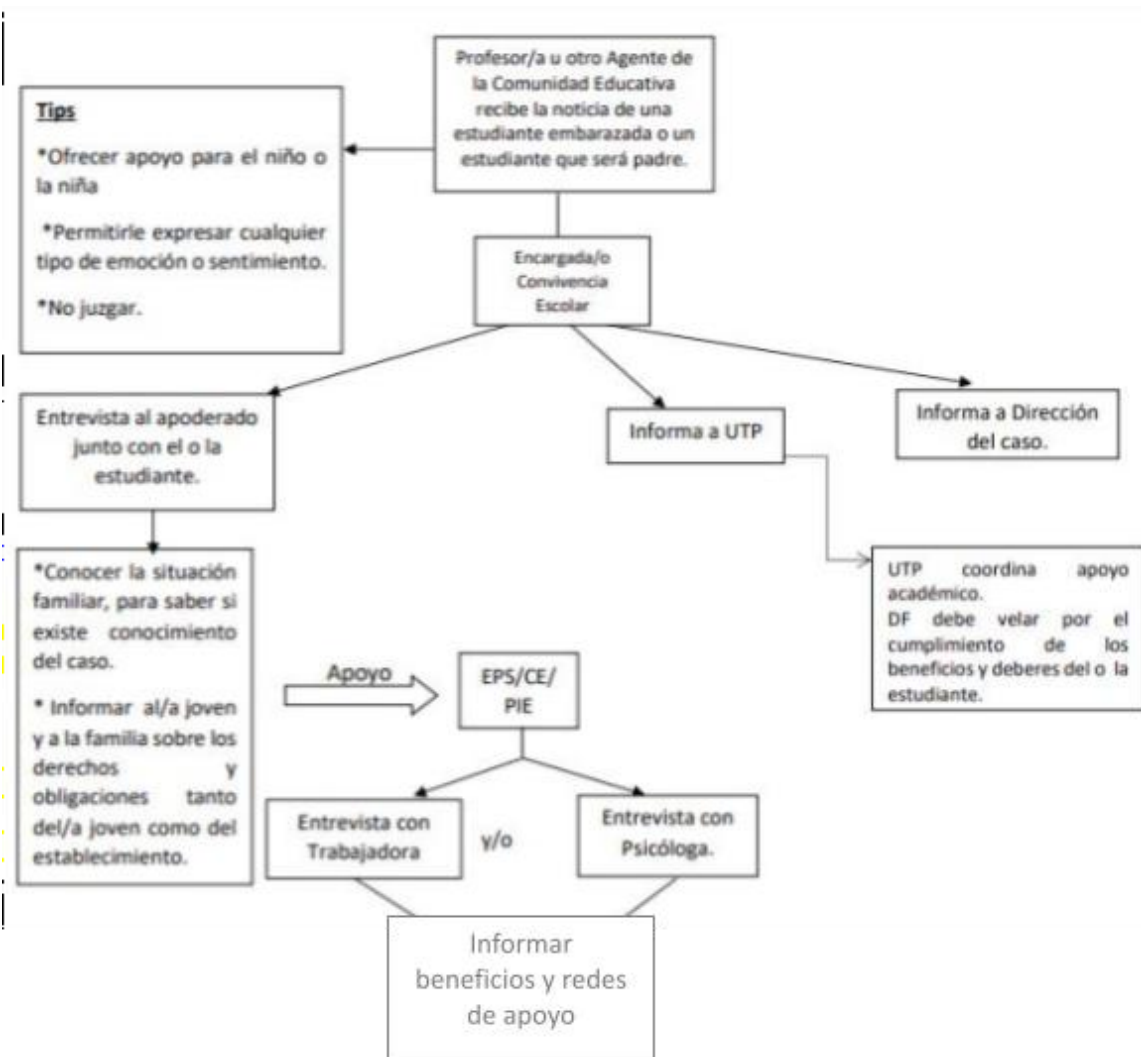 Profesor/a u otro Agente de
la Comunidad Educativa
recibe la noticia de una
estudiante embarazada o un
estudiante que será padre.
Tips
*Ofrecer apoyo para el niño o
la niña
*Permitirle expresar cualquier
tipo de emoción o sentimiento.
*No juzgar.
Encargada/o
Convivencia
Escolar
Entrevista al apoderado
junto con el o la
estudiante.
Informa a UTP
Informa a Dirección
del caso.
*Conocer la situación
familiar, para saber si
existe conocimiento
del caso.
* Informar al/a joven
y a la familia sobre los
derechos y
obligaciones tanto
del/a joven como del
establecimiento.
Apoyo
EPS/CE/
PIE
UTP coordina apoyo
académico.
DF debe velar por el
cumplimiento de los
beneficios y deberes del o la
estudiante.
Entrevista con
Trabajadora
y/o
Entrevista con
Psicóloga.
Informar
beneficios y redes
de apoyo